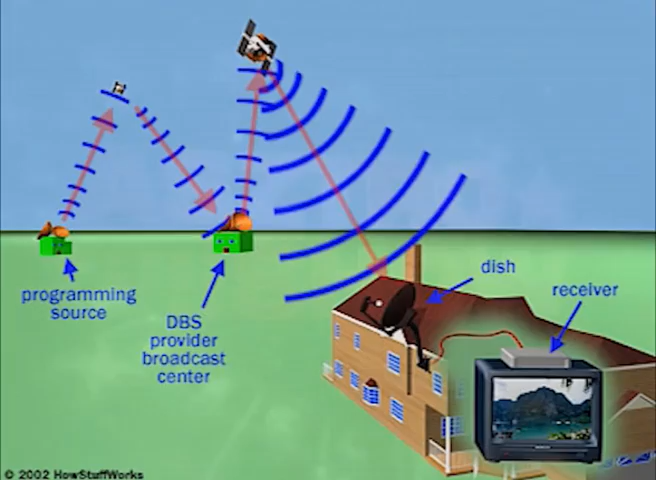 programming
source
DBS
provider
broadcast
center
dish
receiver
© 2002 HowStuffWorks